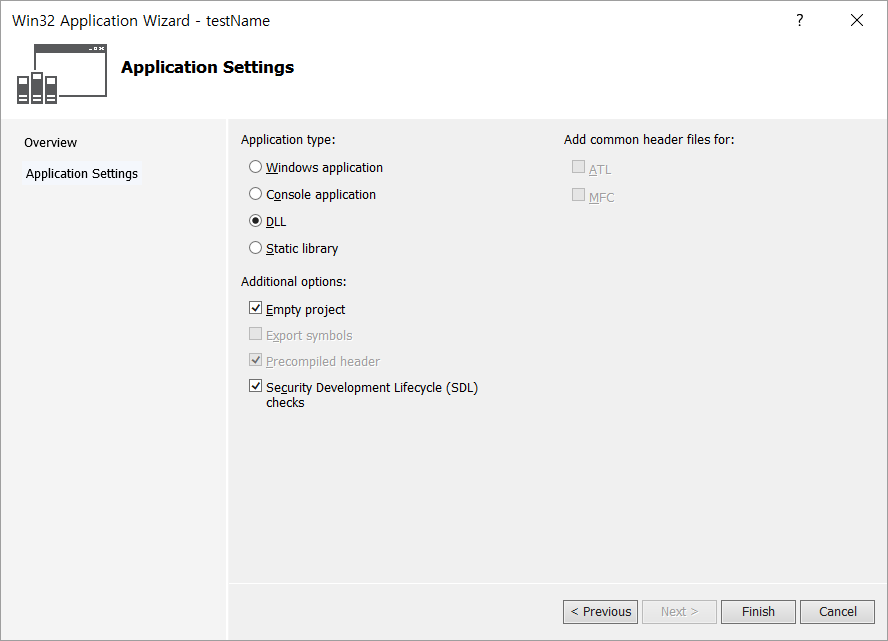 Win32 Application Wizard - testName
?
Application Settings
Overview
Application Settings
Application type:
Windows application
Console application
DLL
Static library
Additional options:
Empty project
Export symbols
Precompiled header
Security Development Lifecycle (SDL)
checks
Add common header files for:
ATL
MFC
< Previous
Next >
Finish
Cancel